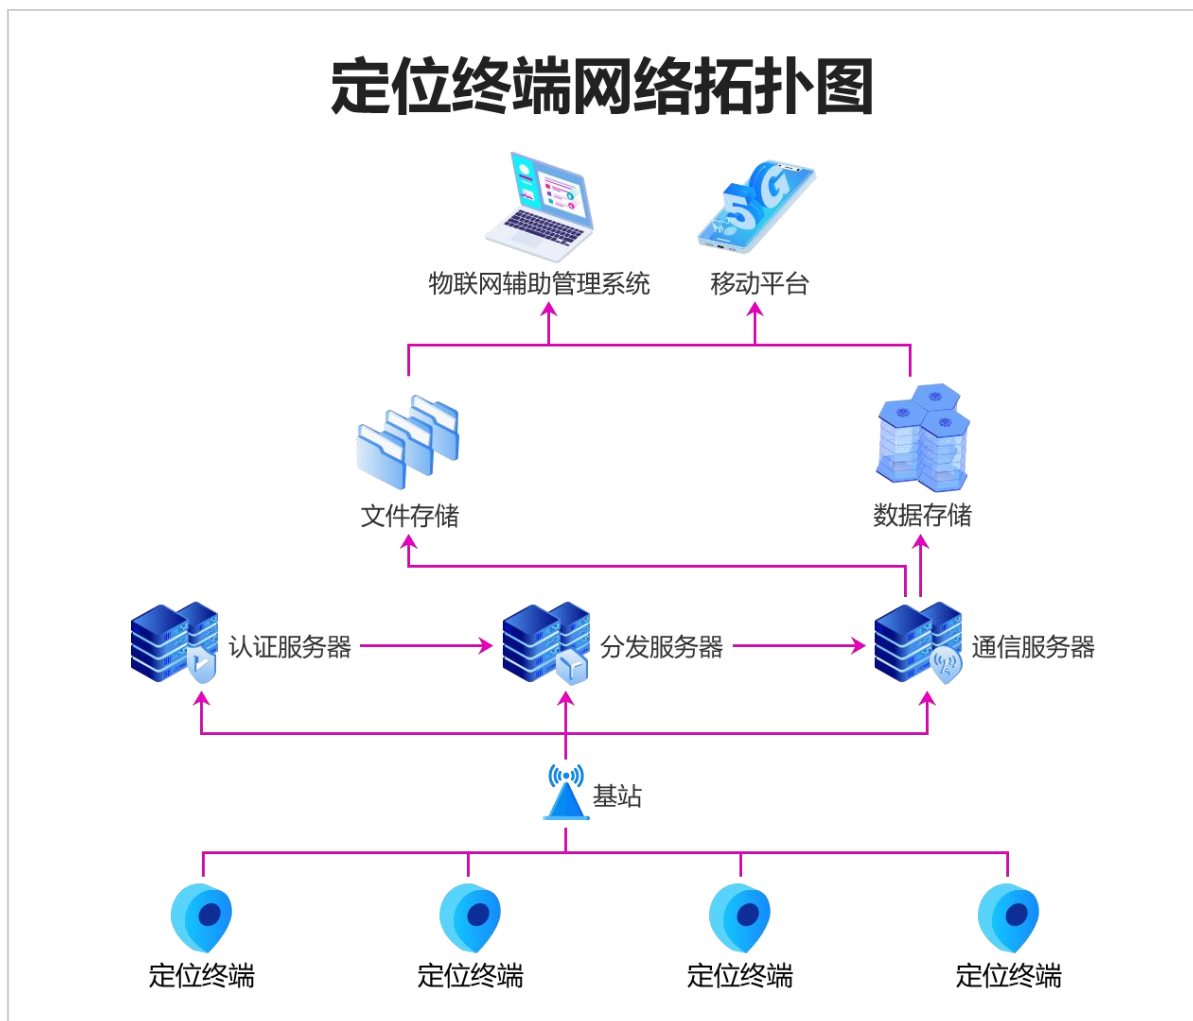 定位终端网络拓扑图
5G
物联网辅助管理系统
移动平台
文件存储
数据存储
认证服务器
分发服务器
通信服务器
基站
定位终端
定位终端
定位终端
定位终端